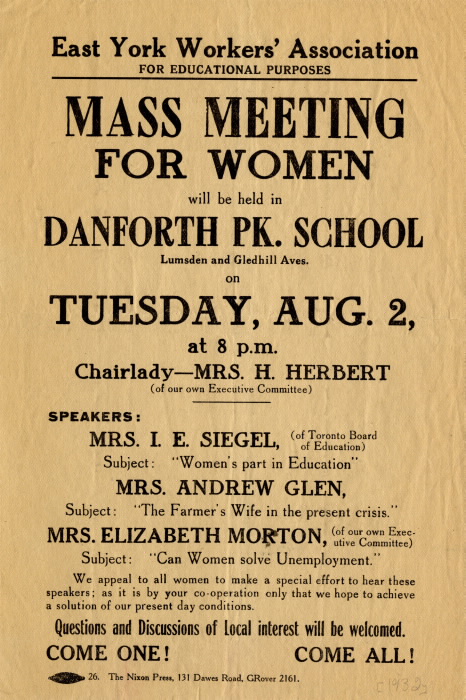 East York Workers' Association
FOR EDUCATIONAL PURPOSES
MASS MEETING
FOR WOMEN
will be held in
DANFORTH PK. SCHOOL
Lumsden and Gledhill Aves.
on
TUESDAY, AUG. 2,
at 8 p.m.
Chairlady—MRS. H. HERBERT
(of our own Executive Committee)
SPEAKERS:
MRS. I. E. SIEGEL, (of Toronto Board of Education)
Subject: "Women's part in Education"
MRS. ANDREW GLEN,
Subject: "The Farmer's Wife in the present crisis."
MRS. ELIZABETH MORTON, (of our own Executive Committee)
Subject: "Can Women solve Unemployment."
We appeal to all women to make a special effort to hear these
speakers; as it is by your co-operation only that we hope to achieve
a solution of our present day conditions.
Questions and Discussions of Local interest will be welcomed.
COME ONE! COME ALL!
26. The Nixon Press, 131 Dawes Road, GRover 2161.